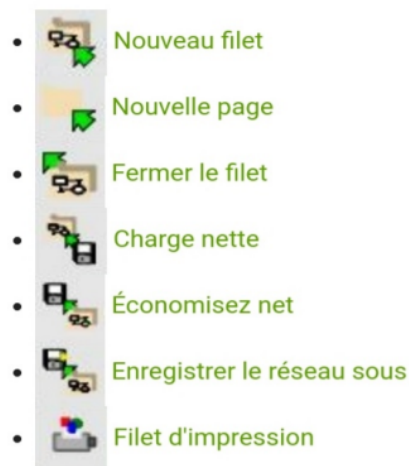 Nouveau filet
Nouvelle page
Fermer le filet
Charge nette
Économisez net
Enregistrer le réseau sous
Filet d'impression